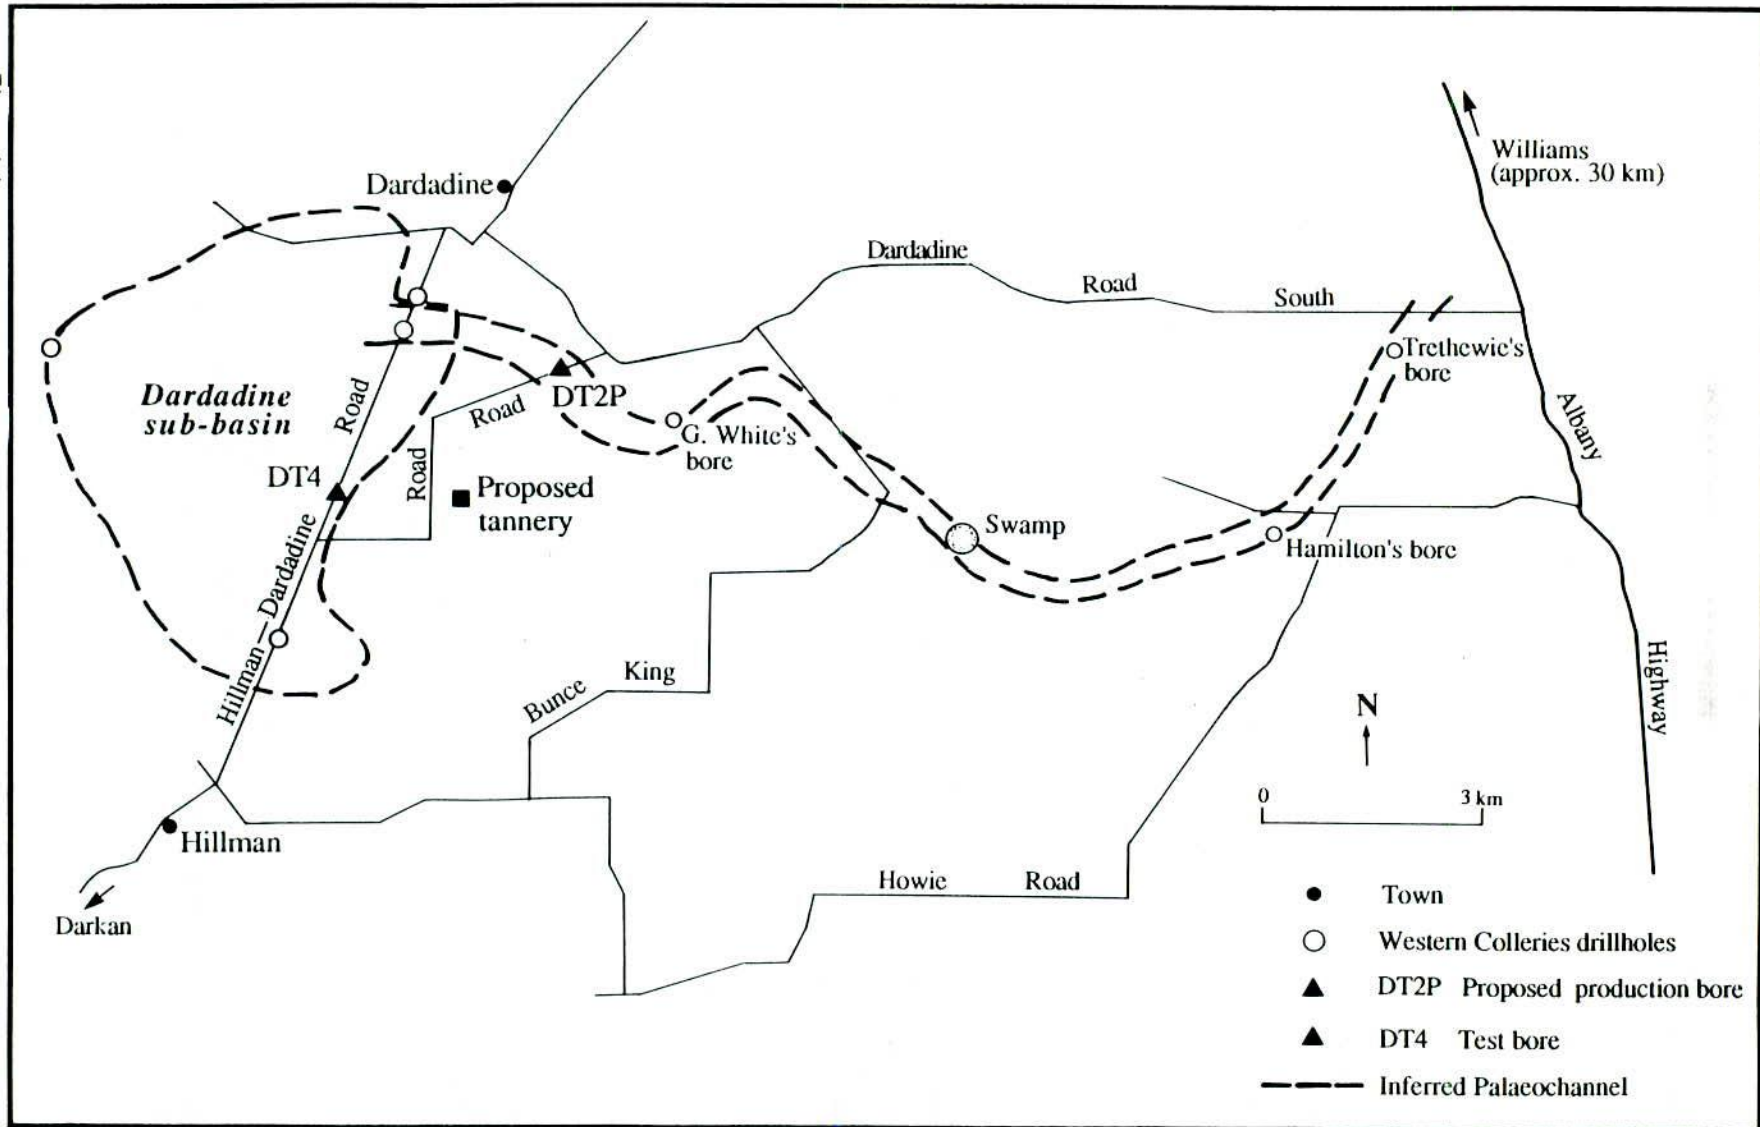 Williams
(approx. 30 km)
Dardadine
Dardadine
Road
South
Trethewie's
bore
Dardadine
sub-basin
Road
DT2P
Road
Albany
G. White's
bore
DT4
Road
Proposed
tannery
Swamp
Hamilton's bore
Hillman — Dardadine
King
Bunce
Highway
N
0
3 km
Hillman
Howie
Road
Darkan
Town
Western Colleries drillholes
DT2P Proposed production bore
DT4 Test bore
Inferred Palaeochannel